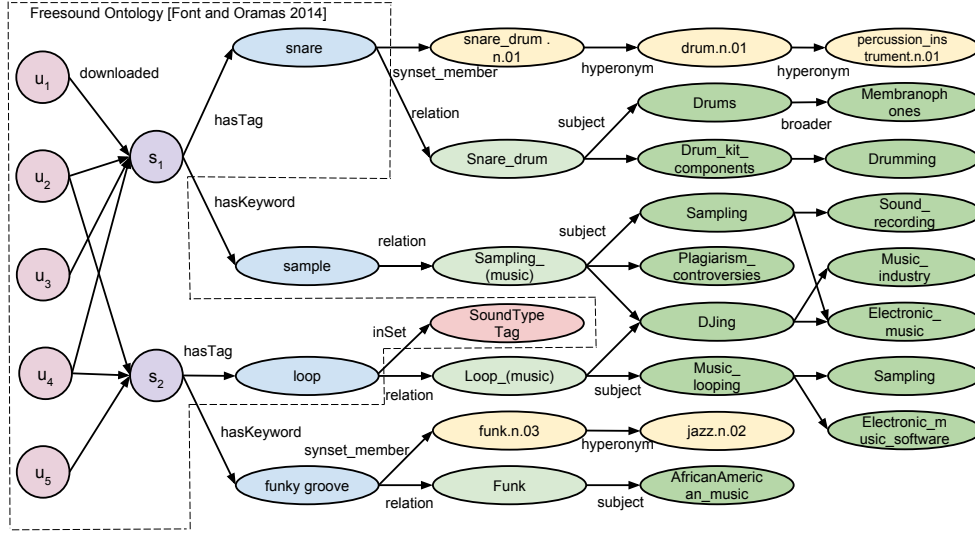 Freesound Ontology [Font and Oramas 2014]
u1
downloaded
u2
u3
u4
u5
s1
s2
hasTag
hasKeyword
hasTag
hasKeyword
snare
synset_member
relation
snare_drum .
n.01
hyperonym
drum.n.01
hyperonym
percussion_ins
trument.n.01
Snare_drum
subject
Drums
broader
Membranoph
ones
Drum_kit_
components
Drumming
sample
relation
Sampling_
(music)
subject
Sampling
Sound_
recording
Plagiarism_
controversies
Music_
industry
DJing
Electronic_
music
loop
inSet
SoundType
Tag
relation
Loop_(music)
subject
Music_
looping
Sampling
Electronic_m
usic_software
funky groove
synset_member
funk.n.03
hyperonym
jazz.n.02
relation
Funk
subject
AfricanAmeric
an_music